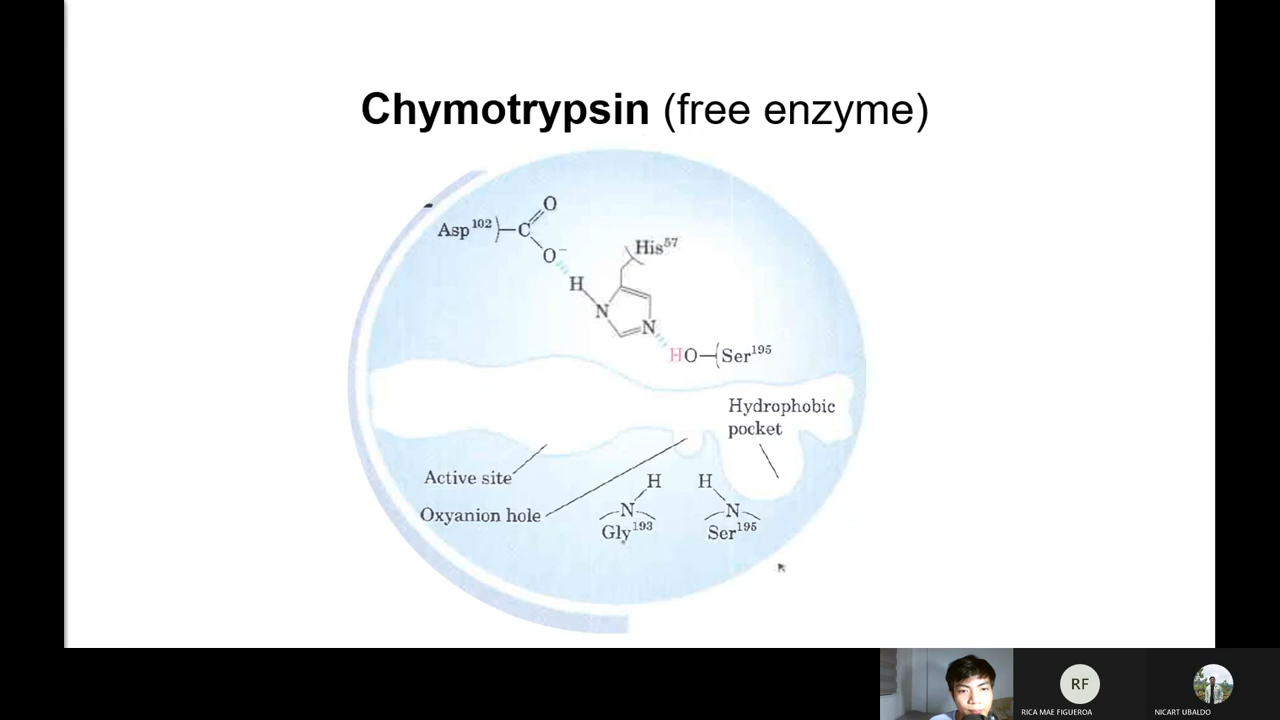 Chymotrypsin (free enzyme)
O
Asp¹⁰² C
O⁻
His⁵⁷
H
N
N
HO Ser¹⁹⁵
Hydrophobic
pocket
Active site
H H
Oxyanion hole
N N
Gly¹⁹³ Ser¹⁹⁵
RF
RICA MAE FIGUEROA NICART UBALDO